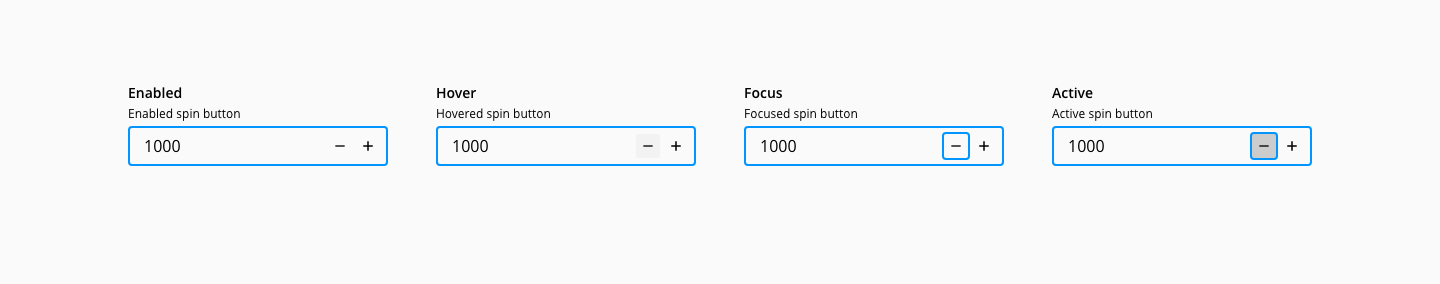 Enabled
Enabled spin button
1000 − +
Hover
Hovered spin button
1000 − +
Focus
Focused spin button
1000 − +
Active
Active spin button
1000 − +